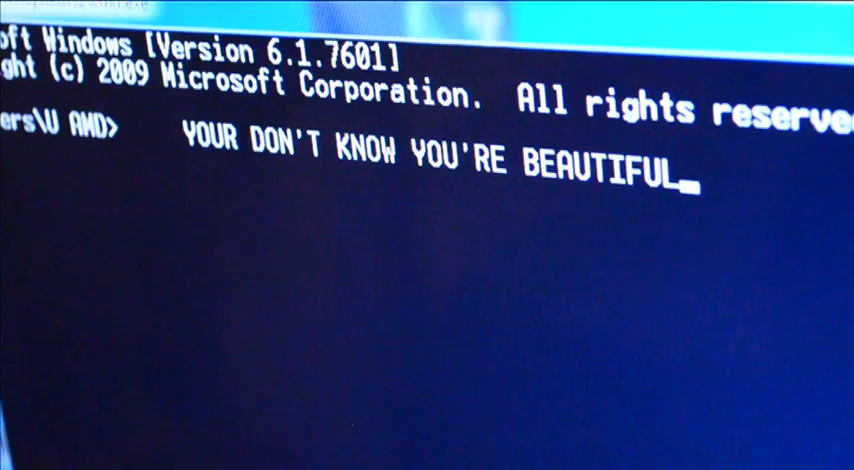 oft Windows [Version 6.1.7601]
ght (c) 2009 Microsoft Corporation. All rights reserve
ers\U AMD> YOUR DON'T KNOW YOU'RE BEAUTIFUL_